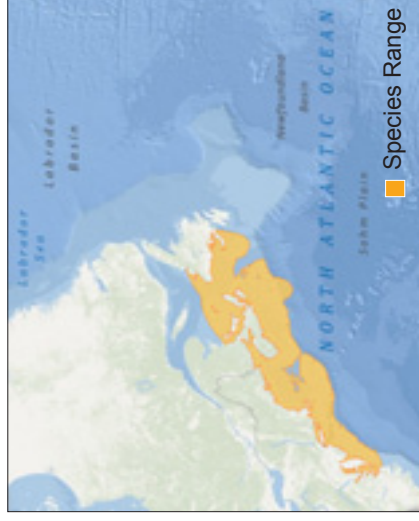 Labrador
Sea
Labrador
Basin
Newfoundland
Basin
NORTH ATLANTIC OCEAN
Sohm Plain
Species Range